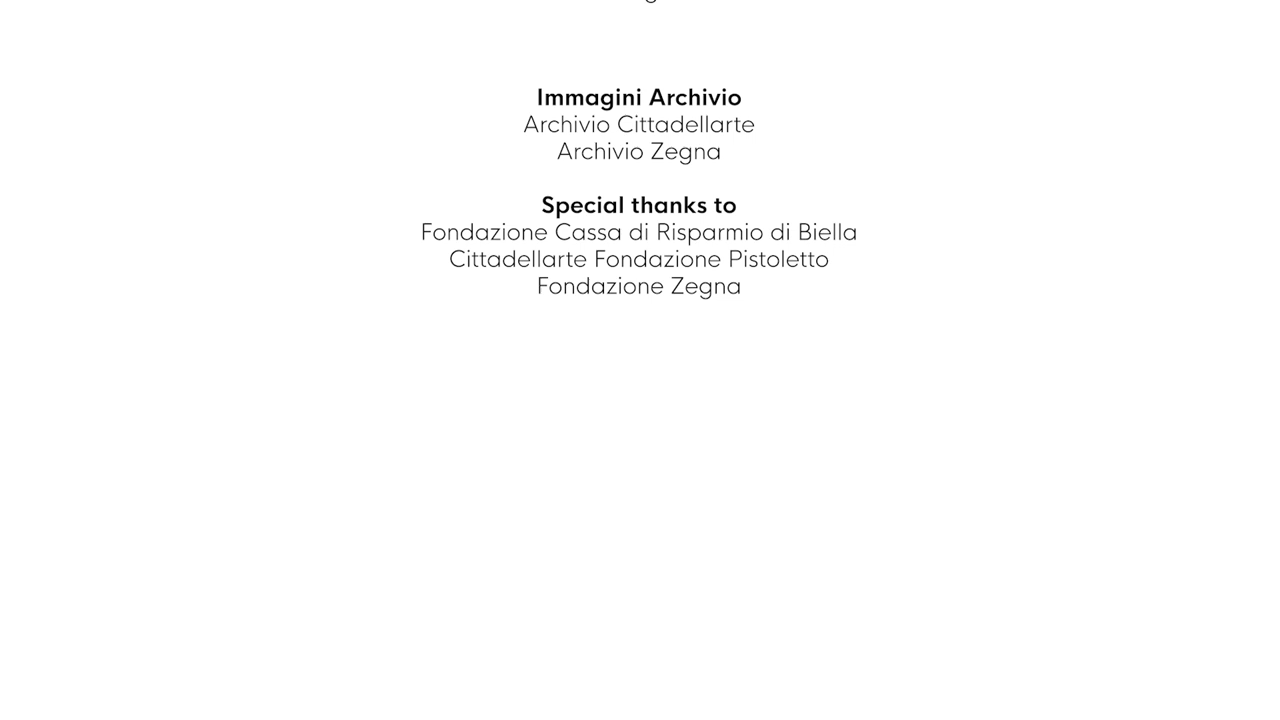 Immagini Archivio
Archivio Cittadellarte
Archivio Zegna
Special thanks to
Fondazione Cassa di Risparmio di Biella
Cittadellarte Fondazione Pistoletto
Fondazione Zegna